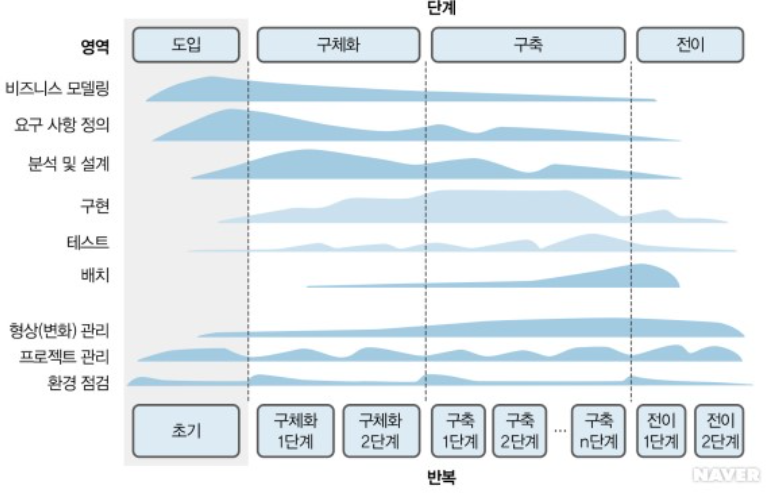 단계
영역
도입
구체화
구축
전이
비즈니스 모델링
요구 사항 정의
분석 및 설계
구현
테스트
배치
형상(변화) 관리
프로젝트 관리
환경 점검
초기
구체화
1단계
구체화
2단계
구축
1단계
구축
2단계
...
구축
n단계
전이
1단계
전이
2단계
반복
NAVER